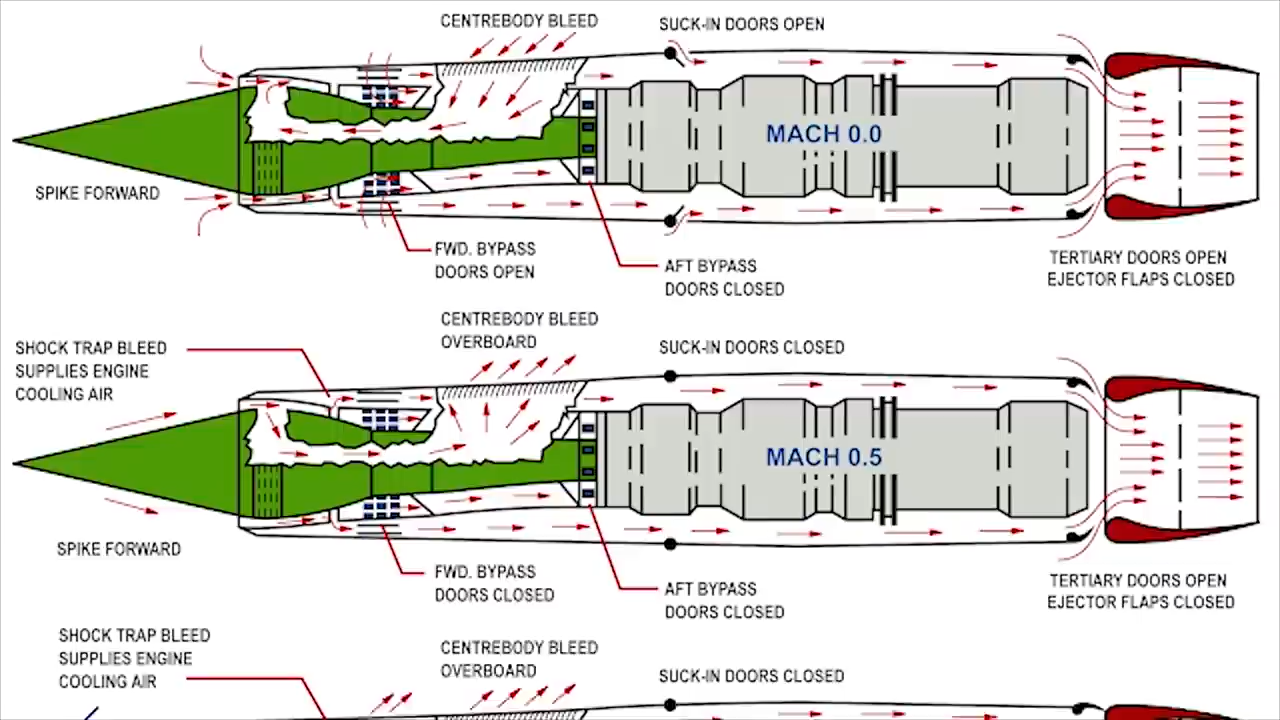 CENTREBODY BLEED
SUCK-IN DOORS OPEN
MACH 0.0
SPIKE FORWARD
FWD. BYPASS
DOORS OPEN
AFT BYPASS
DOORS CLOSED
TERTIARY DOORS OPEN
EJECTOR FLAPS CLOSED
CENTREBODY BLEED
OVERBOARD
SHOCK TRAP BLEED
SUPPLIES ENGINE
COOLING AIR
SUCK-IN DOORS CLOSED
MACH 0.5
SPIKE FORWARD
FWD. BYPASS
DOORS CLOSED
AFT BYPASS
DOORS CLOSED
TERTIARY DOORS OPEN
EJECTOR FLAPS CLOSED
SHOCK TRAP BLEED
SUPPLIES ENGINE
COOLING AIR
CENTREBODY BLEED
OVERBOARD
SUCK-IN DOORS CLOSED